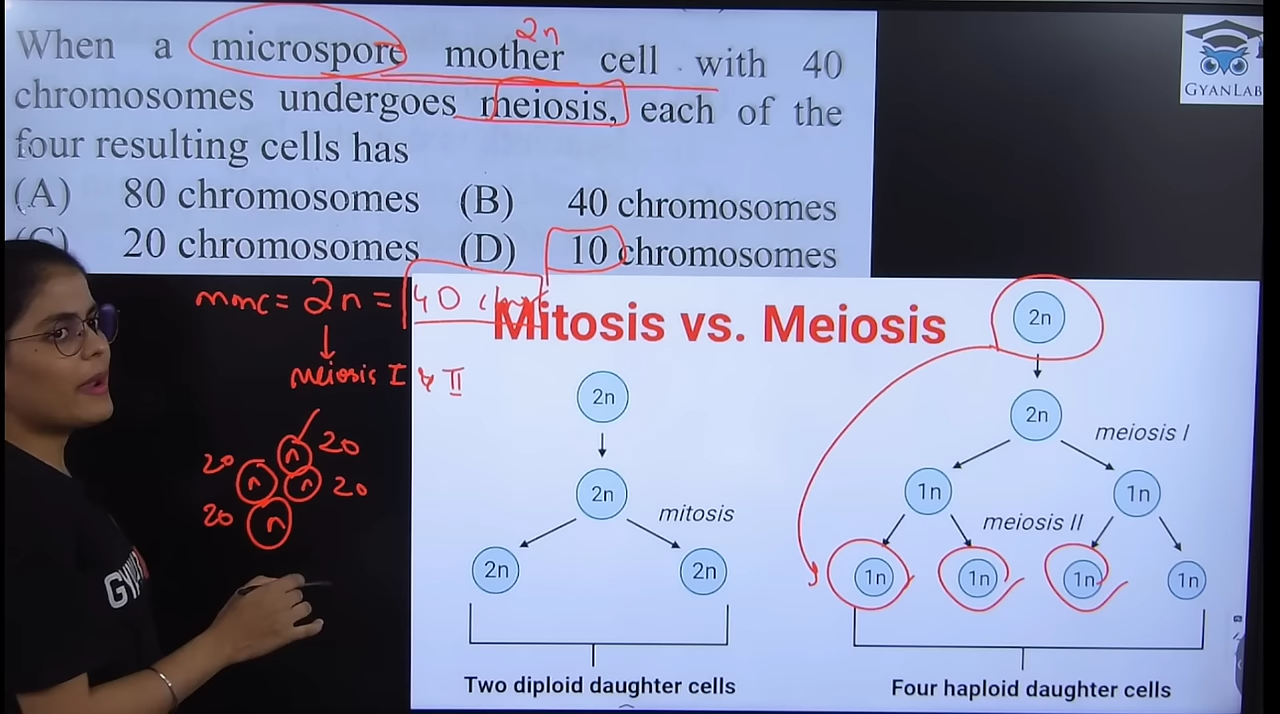 2n
When a microspore mother cell with 40
chromosomes undergoes meiosis, each of the
four resulting cells has
(A) 80 chromosomes (B) 40 chromosomes
(C) 20 chromosomes (D) 10 chromosomes
GYANLAB
mmc = 2n = 40
meiosis I & II
n 20
20 n n 20
20 n
Mitosis vs. Meiosis
2n
2n
mitosis
2n 2n
Two diploid daughter cells
2n
2n
meiosis I
1n 1n
meiosis II
1n 1n 1n 1n
Four haploid daughter cells